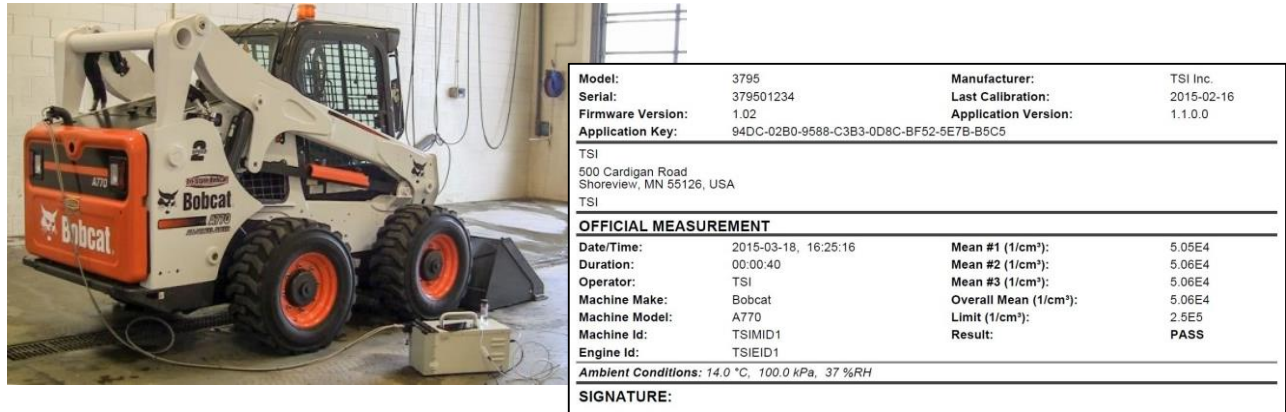 2
SPEED
A770
Bobcat
Bobcat
A770
Model: 3795 Manufacturer: TSI Inc.
Serial: 379501234 Last Calibration: 2015-02-16
Firmware Version: 1.02 Application Version: 1.1.0.0
Application Key: 94DC-02B0-9588-C3B3-0D8C-BF52-5E7B-B5C5
TSI
500 Cardigan Road
Shoreview, MN 55126, USA
TSI
OFFICIAL MEASUREMENT
Date/Time: 2015-03-18, 16:25:16 Mean #1 (1/cm³): 5.05E4
Duration: 00:00:40 Mean #2 (1/cm³): 5.06E4
Operator: TSI Mean #3 (1/cm³): 5.06E4
Machine Make: Bobcat Overall Mean (1/cm³): 5.06E4
Machine Model: A770 Limit (1/cm³): 2.5E5
Machine Id: TSIMID1 Result: PASS
Engine Id: TSIEID1
Ambient Conditions: 14.0 °C, 100.0 kPa, 37 %RH
SIGNATURE: